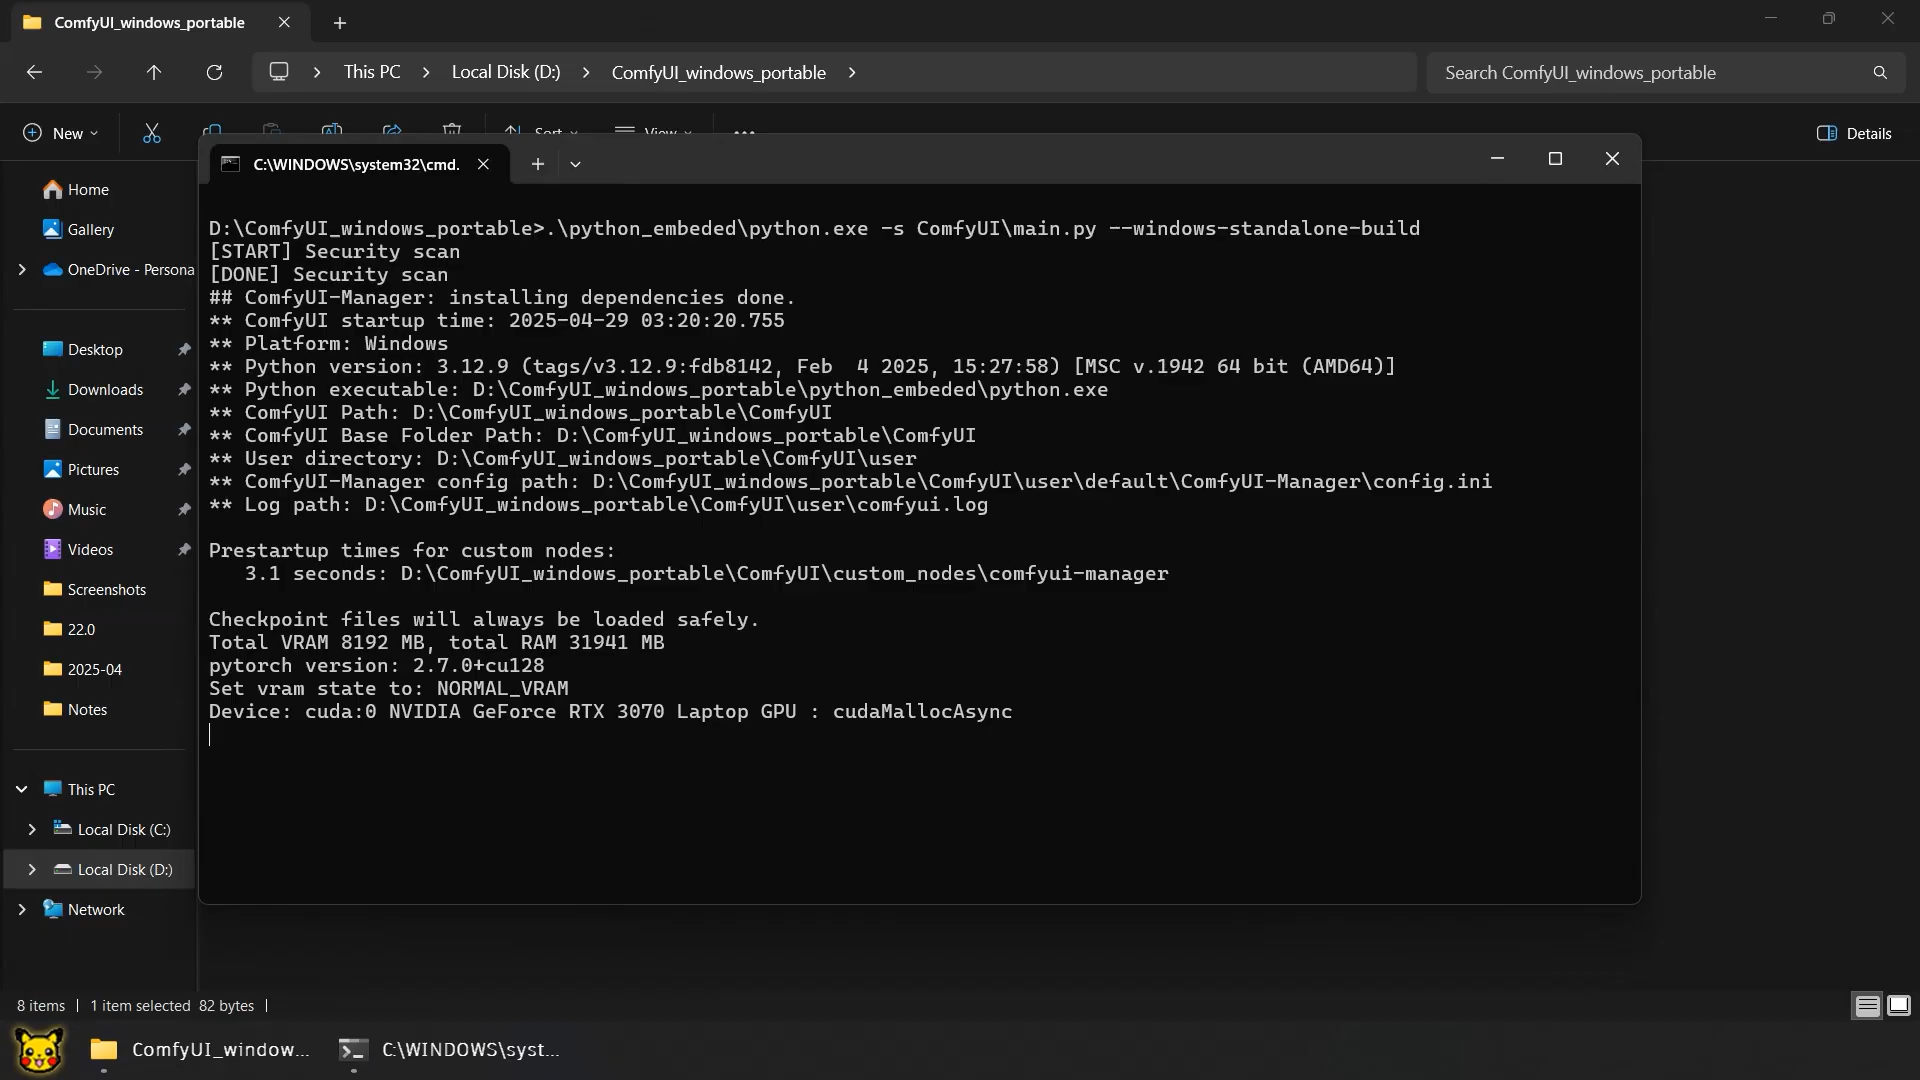 ComfyUI_windows_portable
This PC
Local Disk (D:)
ComfyUI_windows_portable
Search ComfyUI_windows_portable
New
Sort
View
Details
C:\WINDOWS\system32\cmd.
Home
Gallery
OneDrive - Persona
Desktop
Downloads
Documents
Pictures
Music
Videos
Screenshots
22.0
2025-04
Notes
This PC
Local Disk (C:)
Local Disk (D:)
Network
D:\ComfyUI_windows_portable>.\python_embeded\python.exe -s ComfyUI\main.py --windows-standalone-build
[START] Security scan
[DONE] Security scan
## ComfyUI-Manager: installing dependencies done.
** ComfyUI startup time: 2025-04-29 03:20:20.755
** Platform: Windows
** Python version: 3.12.9 (tags/v3.12.9:fdb8142, Feb  4 2025, 15:27:58) [MSC v.1942 64 bit (AMD64)]
** Python executable: D:\ComfyUI_windows_portable\python_embeded\python.exe
** ComfyUI Path: D:\ComfyUI_windows_portable\ComfyUI
** ComfyUI Base Folder Path: D:\ComfyUI_windows_portable\ComfyUI
** User directory: D:\ComfyUI_windows_portable\ComfyUI\user
** ComfyUI-Manager config path: D:\ComfyUI_windows_portable\ComfyUI\user\default\ComfyUI-Manager\config.ini
** Log path: D:\ComfyUI_windows_portable\ComfyUI\user\comfyui.log
Prestartup times for custom nodes:
3.1 seconds: D:\ComfyUI_windows_portable\ComfyUI\custom_nodes\comfyui-manager
Checkpoint files will always be loaded safely.
Total VRAM 8192 MB, total RAM 31941 MB
pytorch version: 2.7.0+cu128
Set vram state to: NORMAL_VRAM
Device: cuda:0 NVIDIA GeForce RTX 3070 Laptop GPU : cudaMallocAsync
8 items
1 item selected 82 bytes
ComfyUI_window...
C:\WINDOWS\syst...